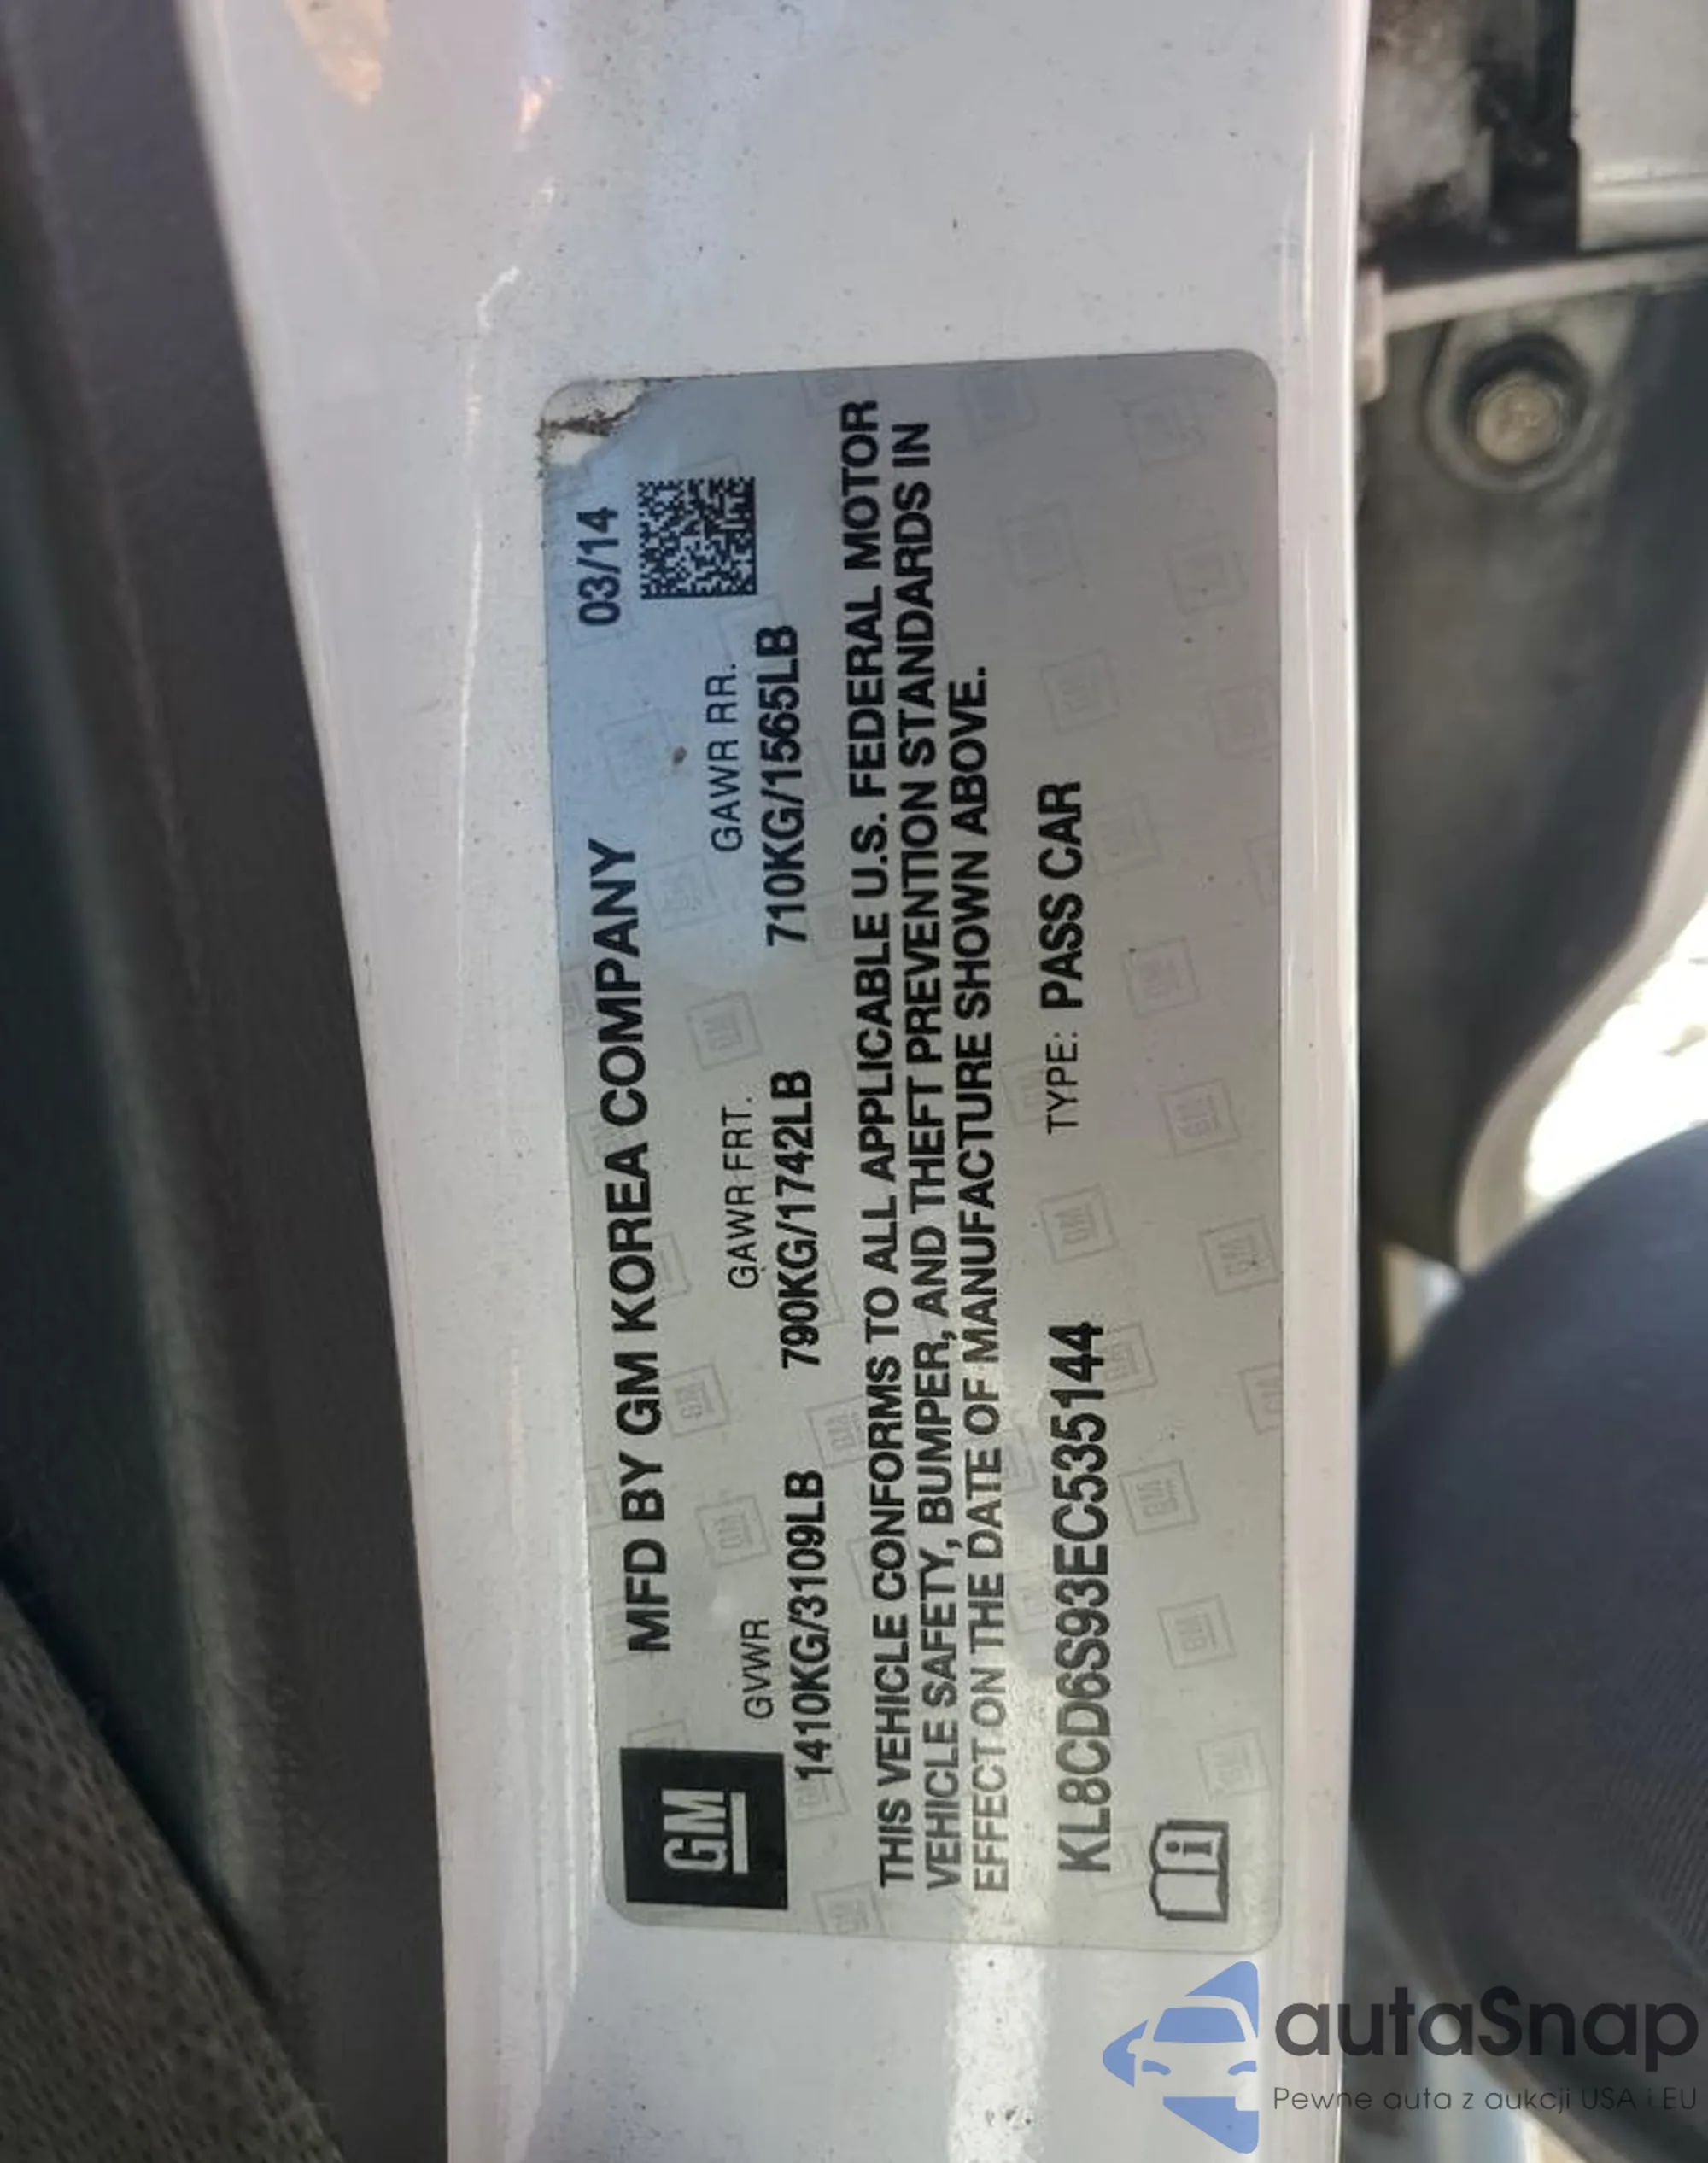 GM
MFD BY GM KOREA COMPANY 03/14
GVWR GAWR FRT. GAWR RR.
1410KG/3109LB 790KG/1742LB 710KG/1565LB
THIS VEHICLE CONFORMS TO ALL APPLICABLE U.S. FEDERAL MOTOR
VEHICLE SAFETY, BUMPER, AND THEFT PREVENTION STANDARDS IN
EFFECT ON THE DATE OF MANUFACTURE SHOWN ABOVE.
KL8CD6S93EC535144 TYPE: PASS CAR
i
autaSnap
Pewne auta z aukcji USA i EU